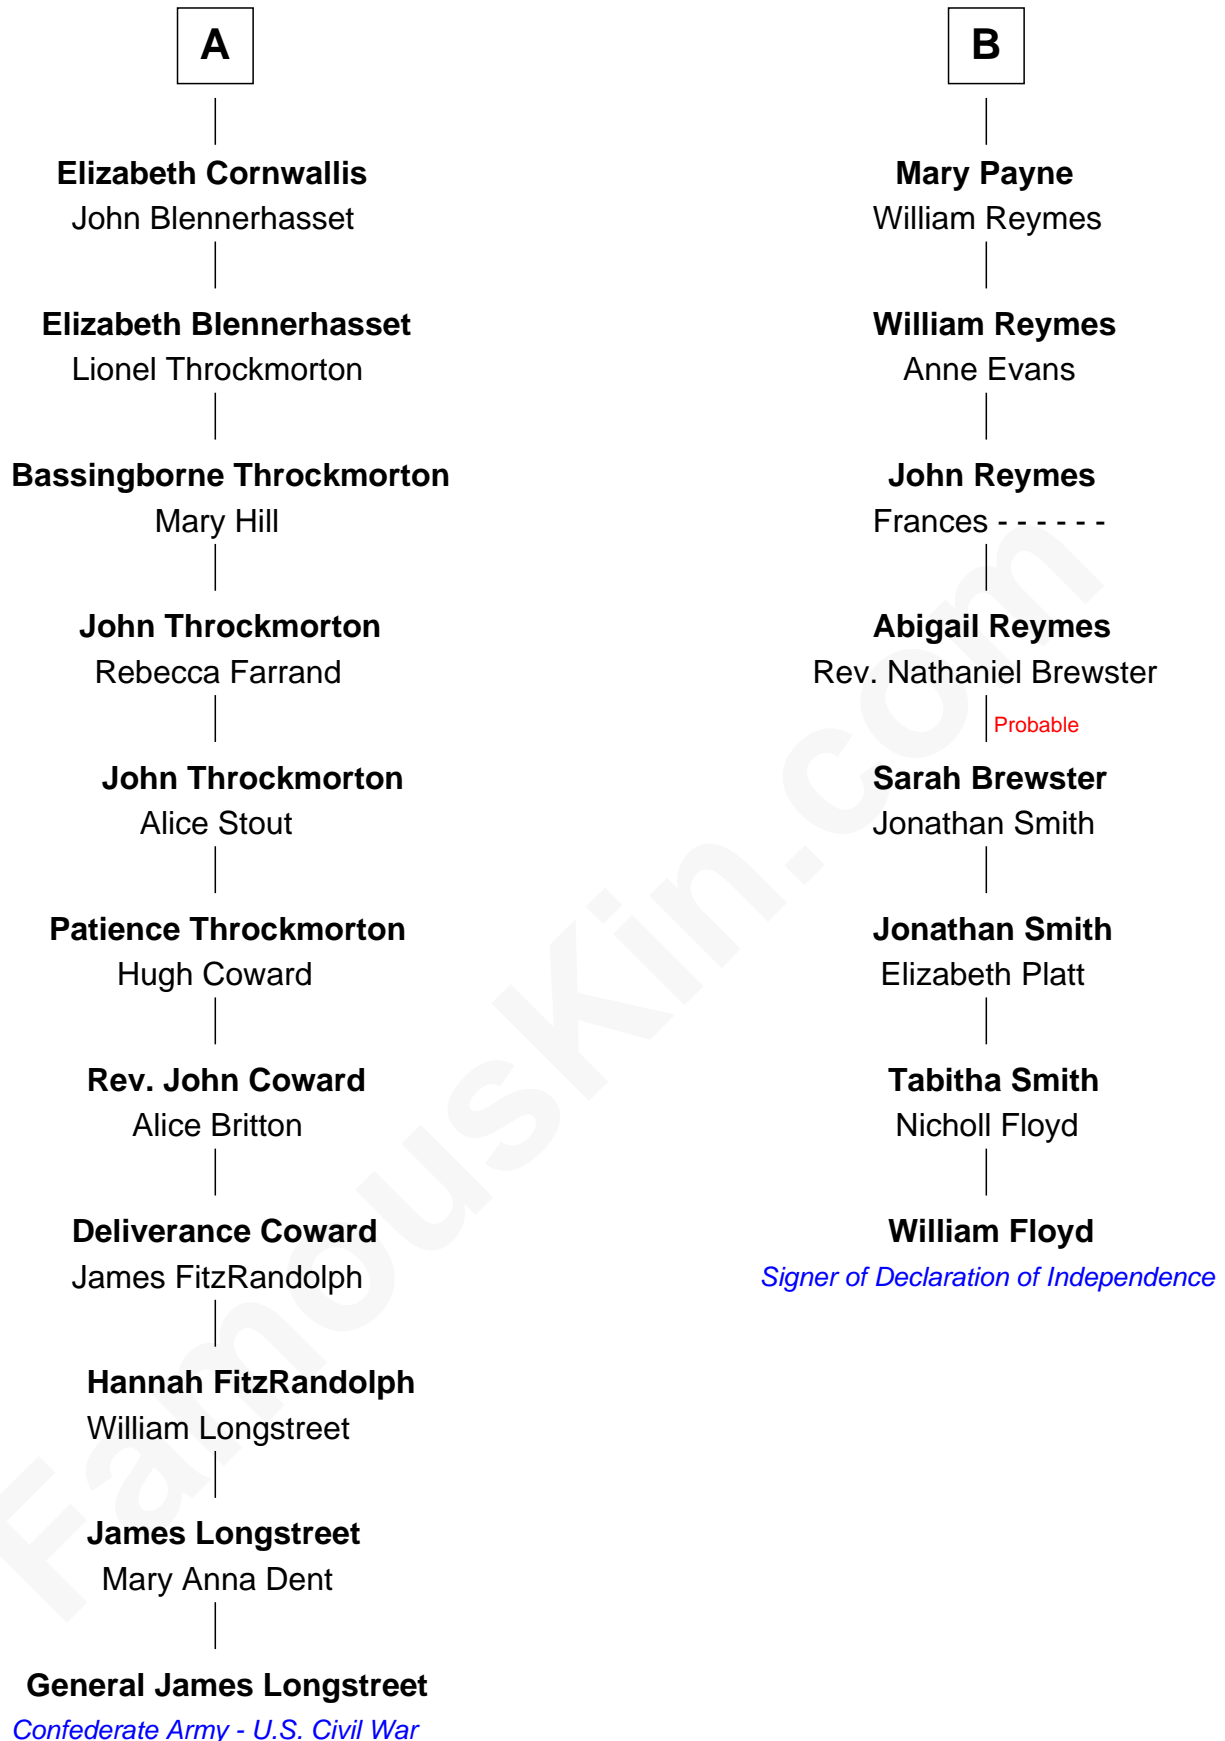 A
Elizabeth Cornwallis
John Blennerhasset
Elizabeth Blennerhasset
Lionel Throckmorton
Bassingborne Throckmorton
Mary Hill
John Throckmorton
Rebecca Farrand
John Throckmorton
Alice Stout
Patience Throckmorton
Hugh Coward
Rev. John Coward
Alice Britton
Deliverance Coward
James FitzRandolph
Hannah FitzRandolph
William Longstreet
James Longstreet
Mary Anna Dent
General James Longstreet
Confederate Army - U.S. Civil War
B
Mary Payne
William Reymes
William Reymes
Anne Evans
John Reymes
Frances - - - - - -
Abigail Reymes
Rev. Nathaniel Brewster
Probable
Sarah Brewster
Jonathan Smith
Jonathan Smith
Elizabeth Platt
Tabitha Smith
Nicholl Floyd
William Floyd
Signer of Declaration of Independence
FamousKin.com